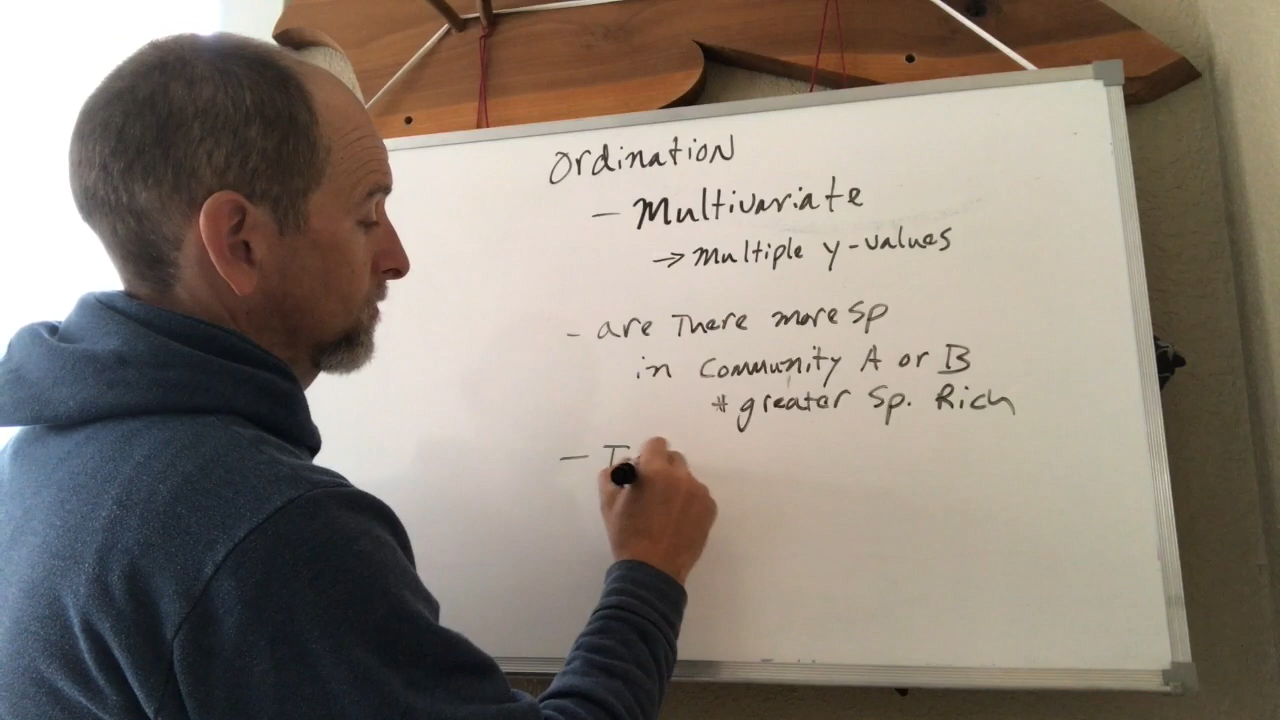 Ordination
- Multivariate
→ Multiple y-values
- are There more sp
in Community A or B
* greater Sp. Rich
-